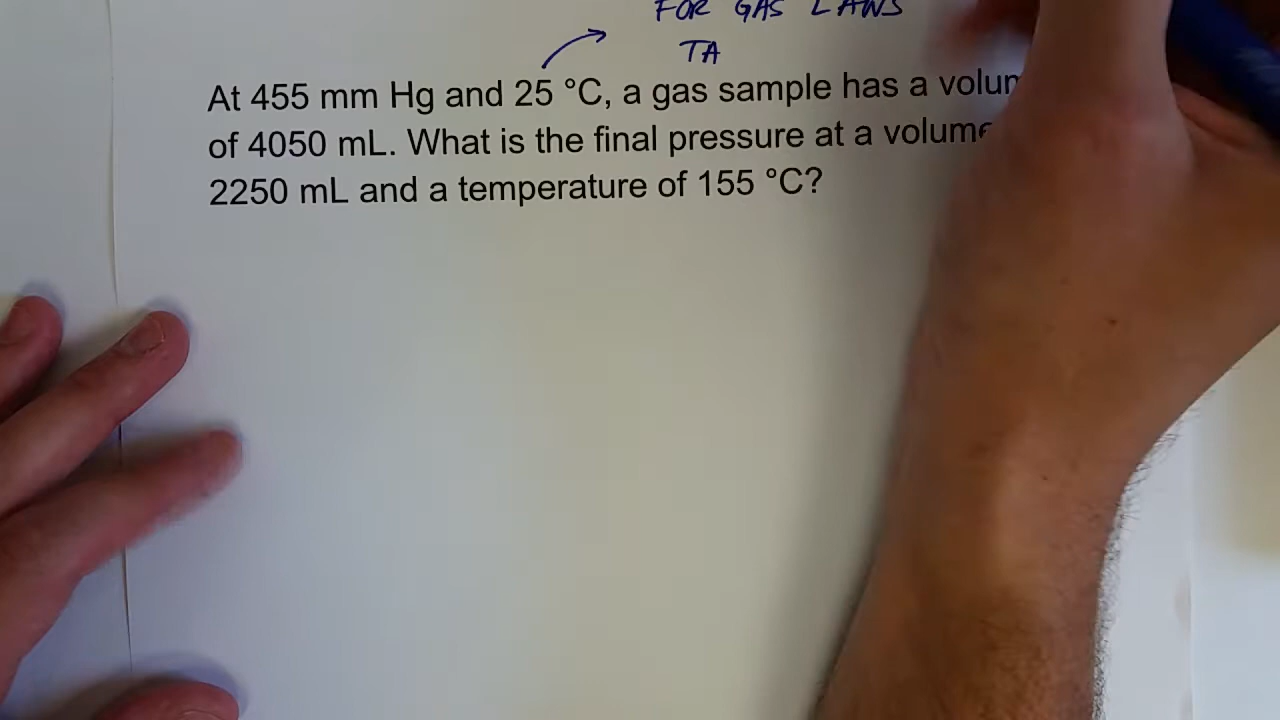 FOR GAS LAWS
TA
At 455 mm Hg and 25 °C, a gas sample has a
of 4050 mL. What is the final pressure at a volume
2250 mL and a temperature of 155 °C?